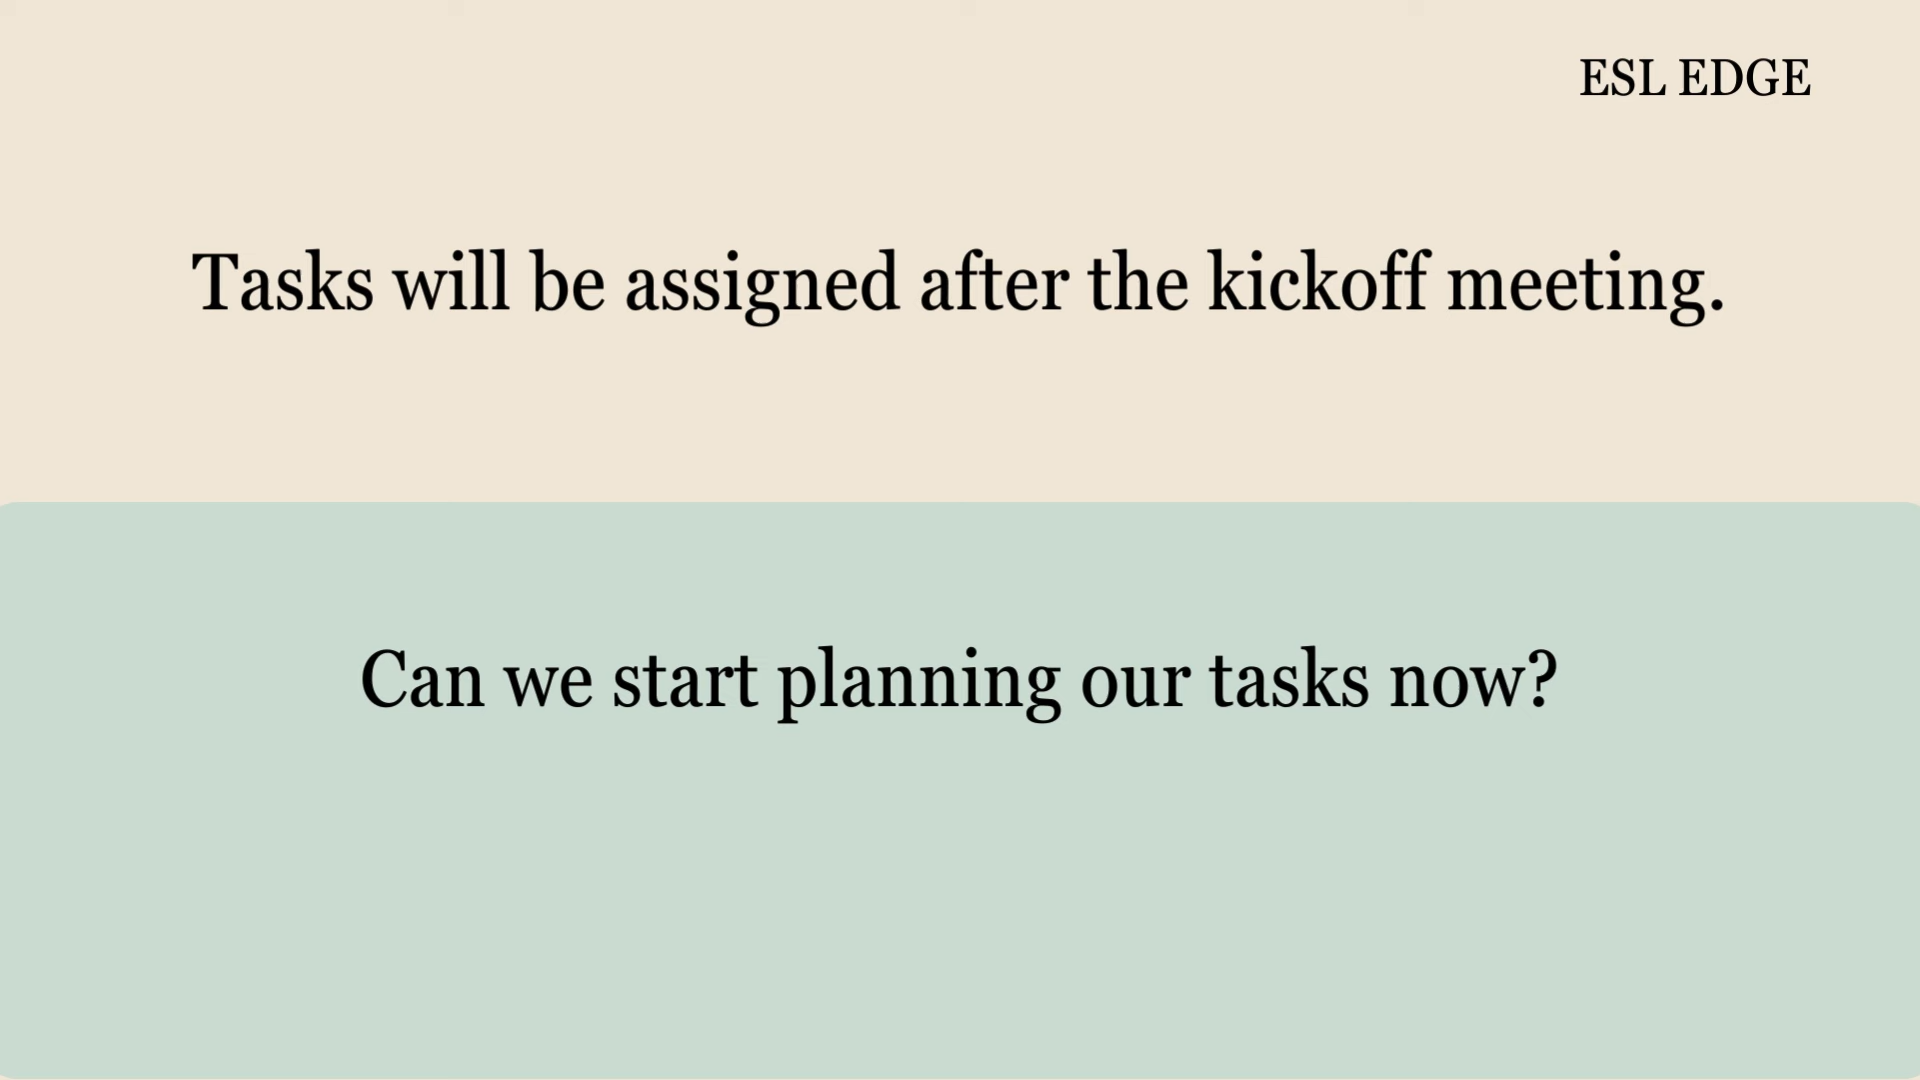 ESL EDGE
Tasks will be assigned after the kickoff meeting.
Can we start planning our tasks now?